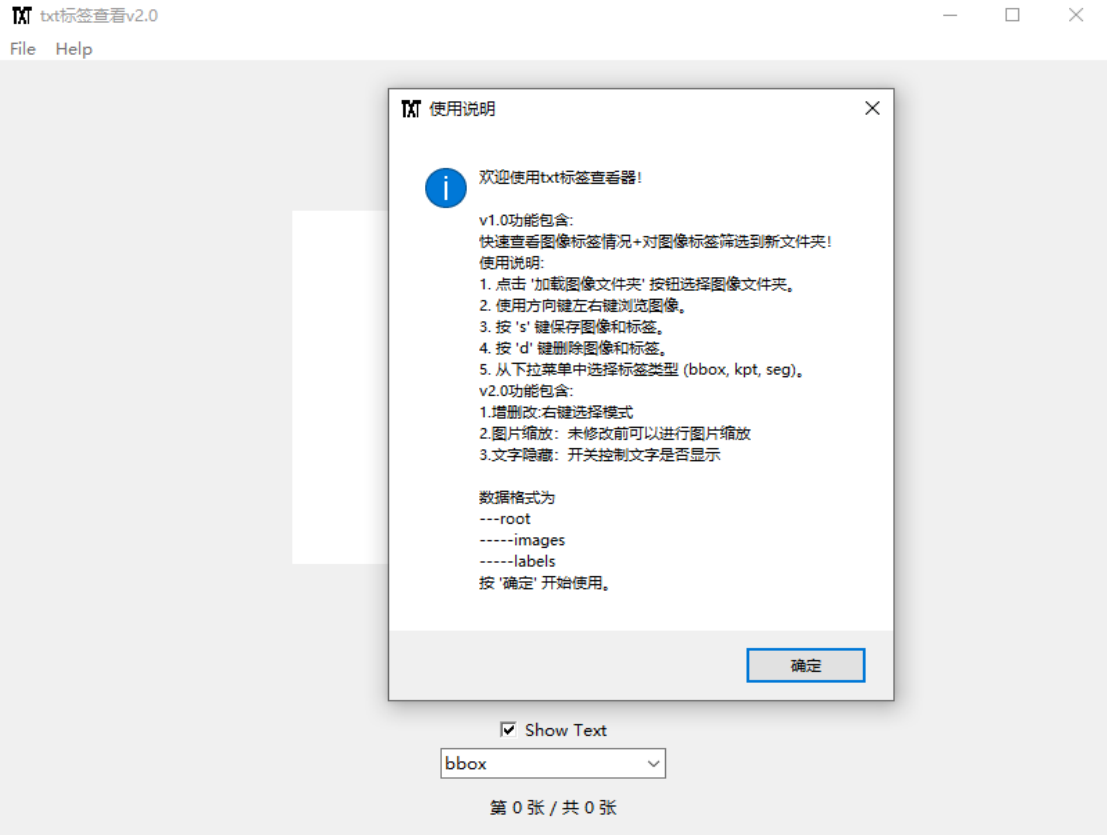 TXT txt标签查看v2.0
File Help
TXT 使用说明
欢迎使用txt标签查看器!
v1.0功能包含:
快速查看图像标签情况+对图像标签筛选到新文件夹!
使用说明:
1. 点击 '加载图像文件夹' 按钮选择图像文件夹。
2. 使用方向键左右键浏览图像。
3. 按 's' 键保存图像和标签。
4. 按 'd' 键删除图像和标签。
5. 从下拉菜单中选择标签类型 (bbox, kpt, seg)。
v2.0功能包含:
1.增删改:右键选择模式
2.图片缩放：未修改前可以进行图片缩放
3.文字隐藏：开关控制文字是否显示
数据格式为
---root
-----images
-----labels
按 '确定' 开始使用。
确定
Show Text
bbox
第 0 张 / 共 0 张